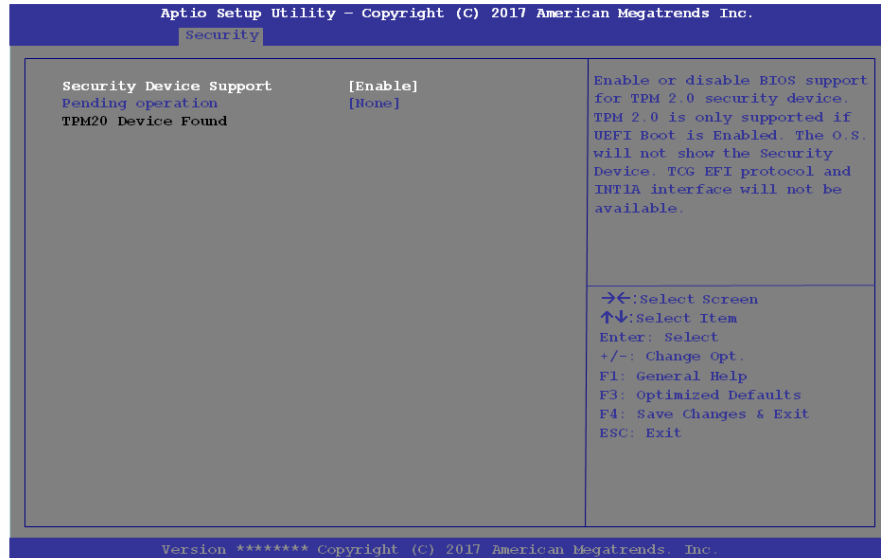 Aptio Setup Utility – Copyright (C) 2017 American Megatrends Inc.
Security
Security Device Support [Enable]
Pending operation [None]
TPM20 Device Found
Enable or disable BIOS support
for TPM 2.0 security device.
TPM 2.0 is only supported if
UEFI Boot is Enabled. The O.S.
will not show the Security
Device. TCG EFI protocol and
INT1A interface will not be
available.
→←:Select Screen
↑↓:Select Item
Enter: Select
+/-: Change Opt.
F1: General Help
F3: Optimized Defaults
F4: Save Changes & Exit
ESC: Exit
Version ******** Copyright (C) 2017 American Megatrends. Inc.